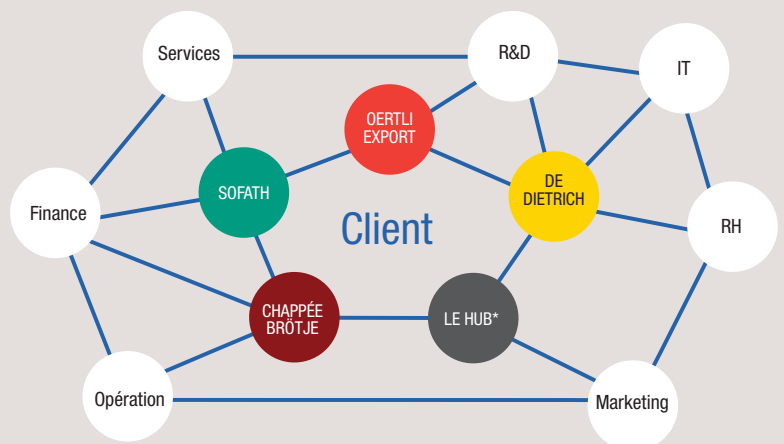 Services
R&D
IT
OERTLI
EXPORT
SOFATH
DE
DIETRICH
Finance
Client
RH
CHAPPÉE
BRÖTJE
LE HUB*
Opération
Marketing